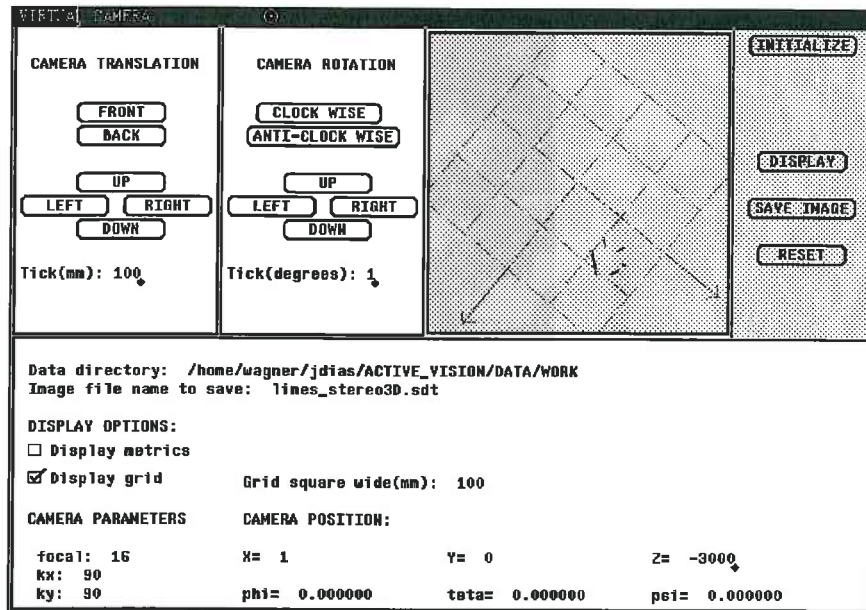 VIRTUAL CAMERA
CAMERA TRANSLATION
FRONT
BACK
UP
LEFT RIGHT
DOWN
Tick(mm): 100
CAMERA ROTATION
CLOCK WISE
ANTI-CLOCK WISE
UP
LEFT RIGHT
DOWN
Tick(degrees): 1
INITIALIZE
DISPLAY
SAVE IMAGE
RESET
Data directory: /home/wagner/jdias/ACTIVE_VISION/DATA/WORK
Image file name to save: lines_stereo3D.sdt
DISPLAY OPTIONS:
Display metrics
Display grid Grid square wide(mm): 100
CAMERA PARAMETERS CAMERA POSITION:
focal: 16 X= 1 Y= 0 Z= -3000
kx: 90
ky: 90 phi= 0.000000 teta= 0.000000 psi= 0.000000